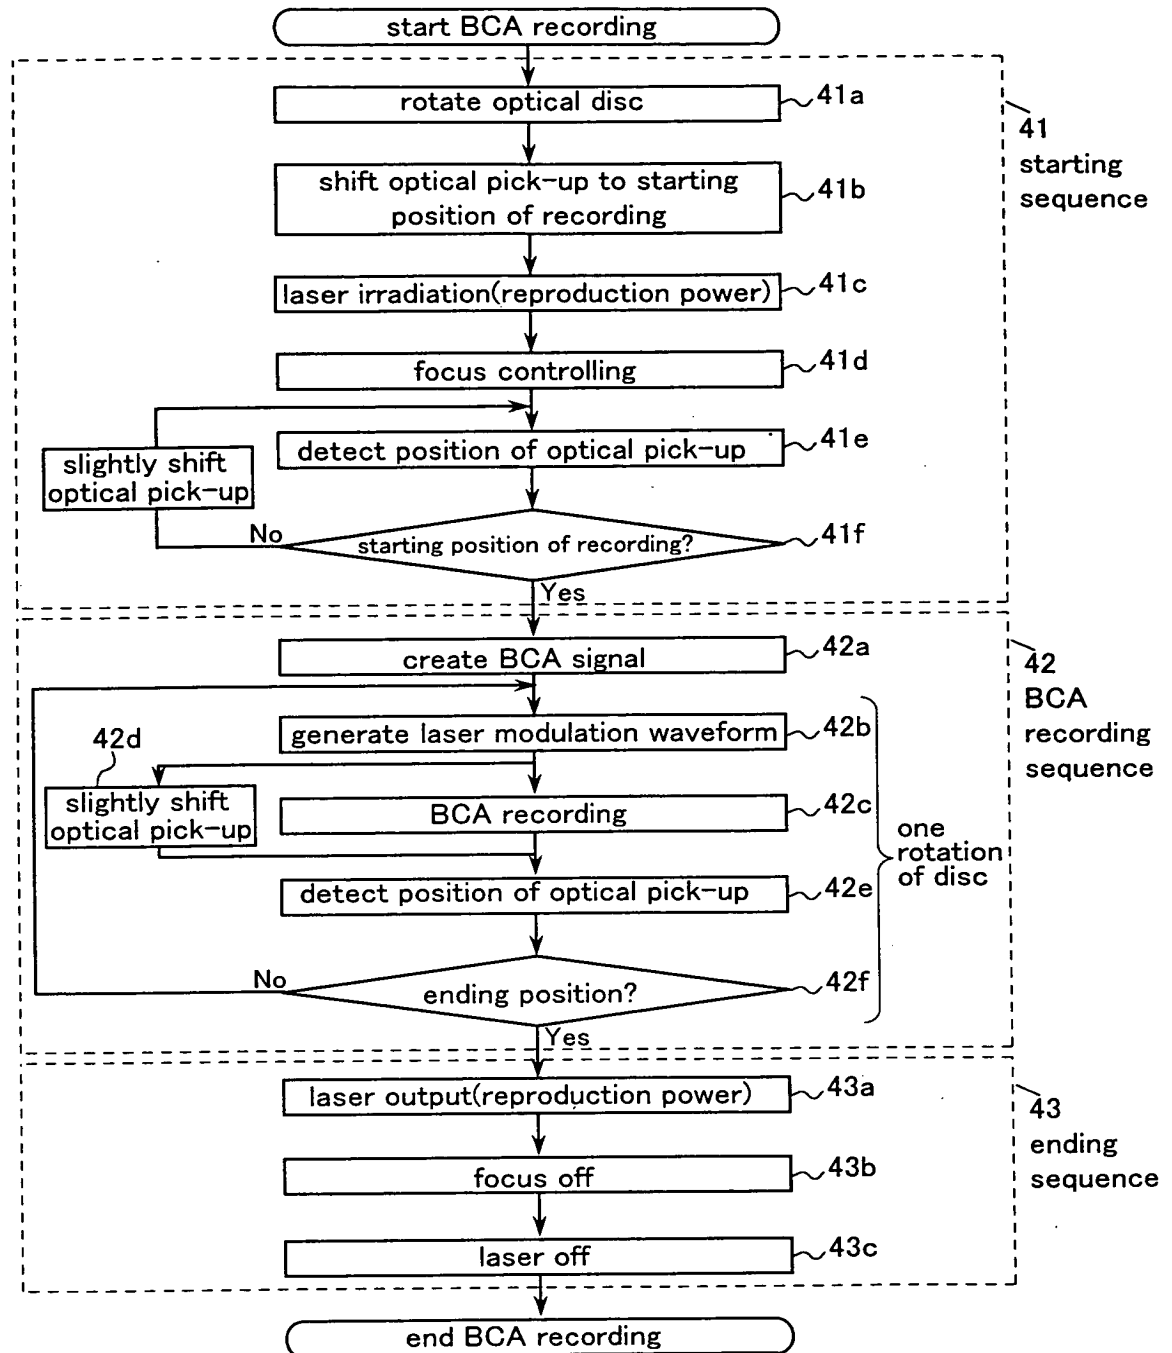 start BCA recording
rotate optical disc
41a
shift optical pick-up to starting
position of recording
41b
41
starting
sequence
laser irradiation(reproduction power)
41c
focus controlling
41d
detect position of optical pick-up
41e
slightly shift
optical pick-up
No
starting position of recording?
41f
Yes
create BCA signal
42a
42
BCA
recording
sequence
generate laser modulation waveform
42b
42d
slightly shift
optical pick-up
BCA recording
42c
one
rotation
of disc
detect position of optical pick-up
42e
No
ending position?
42f
Yes
laser output(reproduction power)
43a
43
ending
sequence
focus off
43b
laser off
43c
end BCA recording